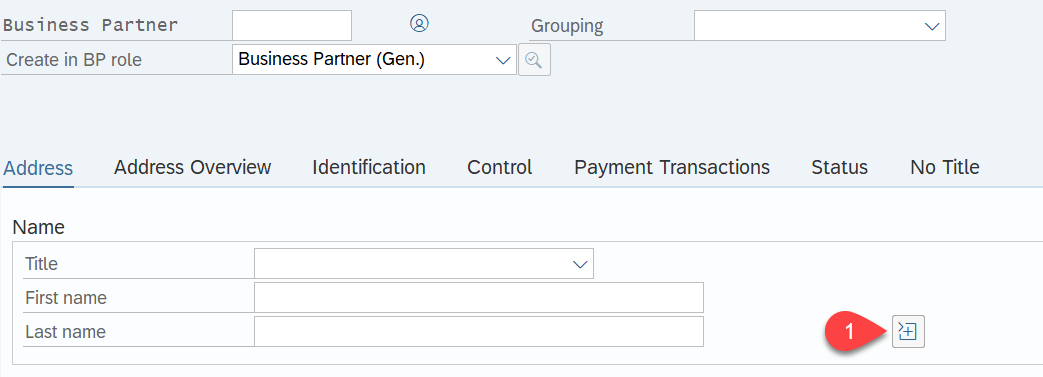 Business Partner Grouping
Create in BP role Business Partner (Gen.)
Address Address Overview Identification Control Payment Transactions Status No Title
Name
Title
First name
Last name 1